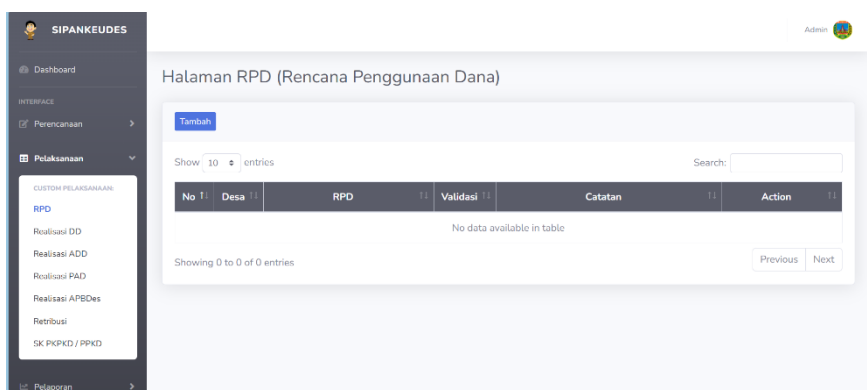 SIPANKEUDES
Admin
Dashboard
INTERFACE
Perencanaan
Pelaksanaan
CUSTOM PELAKSANAAN:
RPD
Realisasi DD
Realisasi ADD
Realisasi PAD
Realisasi APBDes
Retribusi
SK PKPKD / PPKD
Pelaporan
Halaman RPD (Rencana Penggunaan Dana)
Tambah
Show 10 entries Search:
No Desa RPD Validasi Catatan Action
No data available in table
Showing 0 to 0 of 0 entries Previous Next